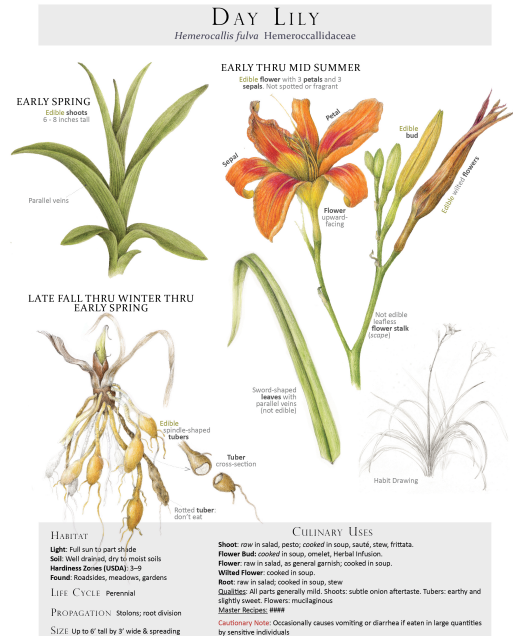 DAY LILY
Hemerocallis fulva Hemeroccallidaceae
EARLY THRU MID SUMMER
Edible flower with 3 petals and 3
sepals. Not spotted or fragrant
EARLY SPRING
Edible shoots
6 - 8 inches tall
Parallel veins
Petal
Sepal
Edible
bud
Edible wilted flowers
Flower
upward-
facing
LATE FALL THRU WINTER THRU
EARLY SPRING
Not edible
leafless
flower stalk
(scape)
Sword-shaped
leaves with
parallel veins
(not edible)
Edible
spindle-shaped
tubers
Tuber
cross-section
Rotted tuber:
don't eat
Habit Drawing
HABITAT
Light: Full sun to part shade
Soil: Well drained, dry to moist soils
Hardiness Zones (USDA): 3–9
Found: Roadsides, meadows, gardens
LIFE CYCLE Perennial
PROPAGATION Stolons; root division
SIZE Up to 6' tall by 3' wide & spreading
CULINARY USES
Shoot: raw in salad, pesto; cooked in soup, sauté, stew, frittata.
Flower Bud: cooked in soup, omelet, Herbal Infusion.
Flower: raw in salad, as general garnish; cooked in soup.
Wilted Flower: cooked in soup.
Root: raw in salad; cooked in soup, stew
Qualities: All parts generally mild. Shoots: subtle onion aftertaste. Tubers: earthy and
slightly sweet. Flowers: mucilaginous
Master Recipes: ####
Cautionary Note: Occasionally causes vomiting or diarrhea if eaten in large quantities
by sensitive individuals